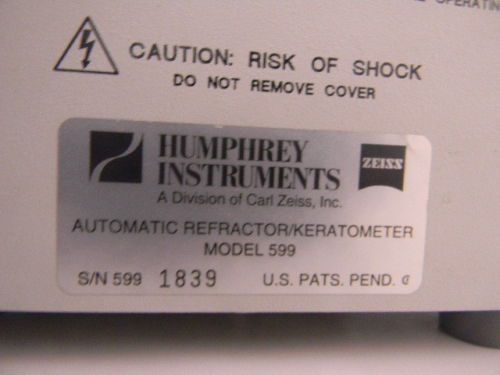 OPERATING
CAUTION: RISK OF SHOCK
DO NOT REMOVE COVER
HUMPHREY
INSTRUMENTS
ZEISS
A Division of Carl Zeiss, Inc.
AUTOMATIC REFRACTOR/KERATOMETER
MODEL 599
S/N 599 1839 U.S. PATS. PEND.